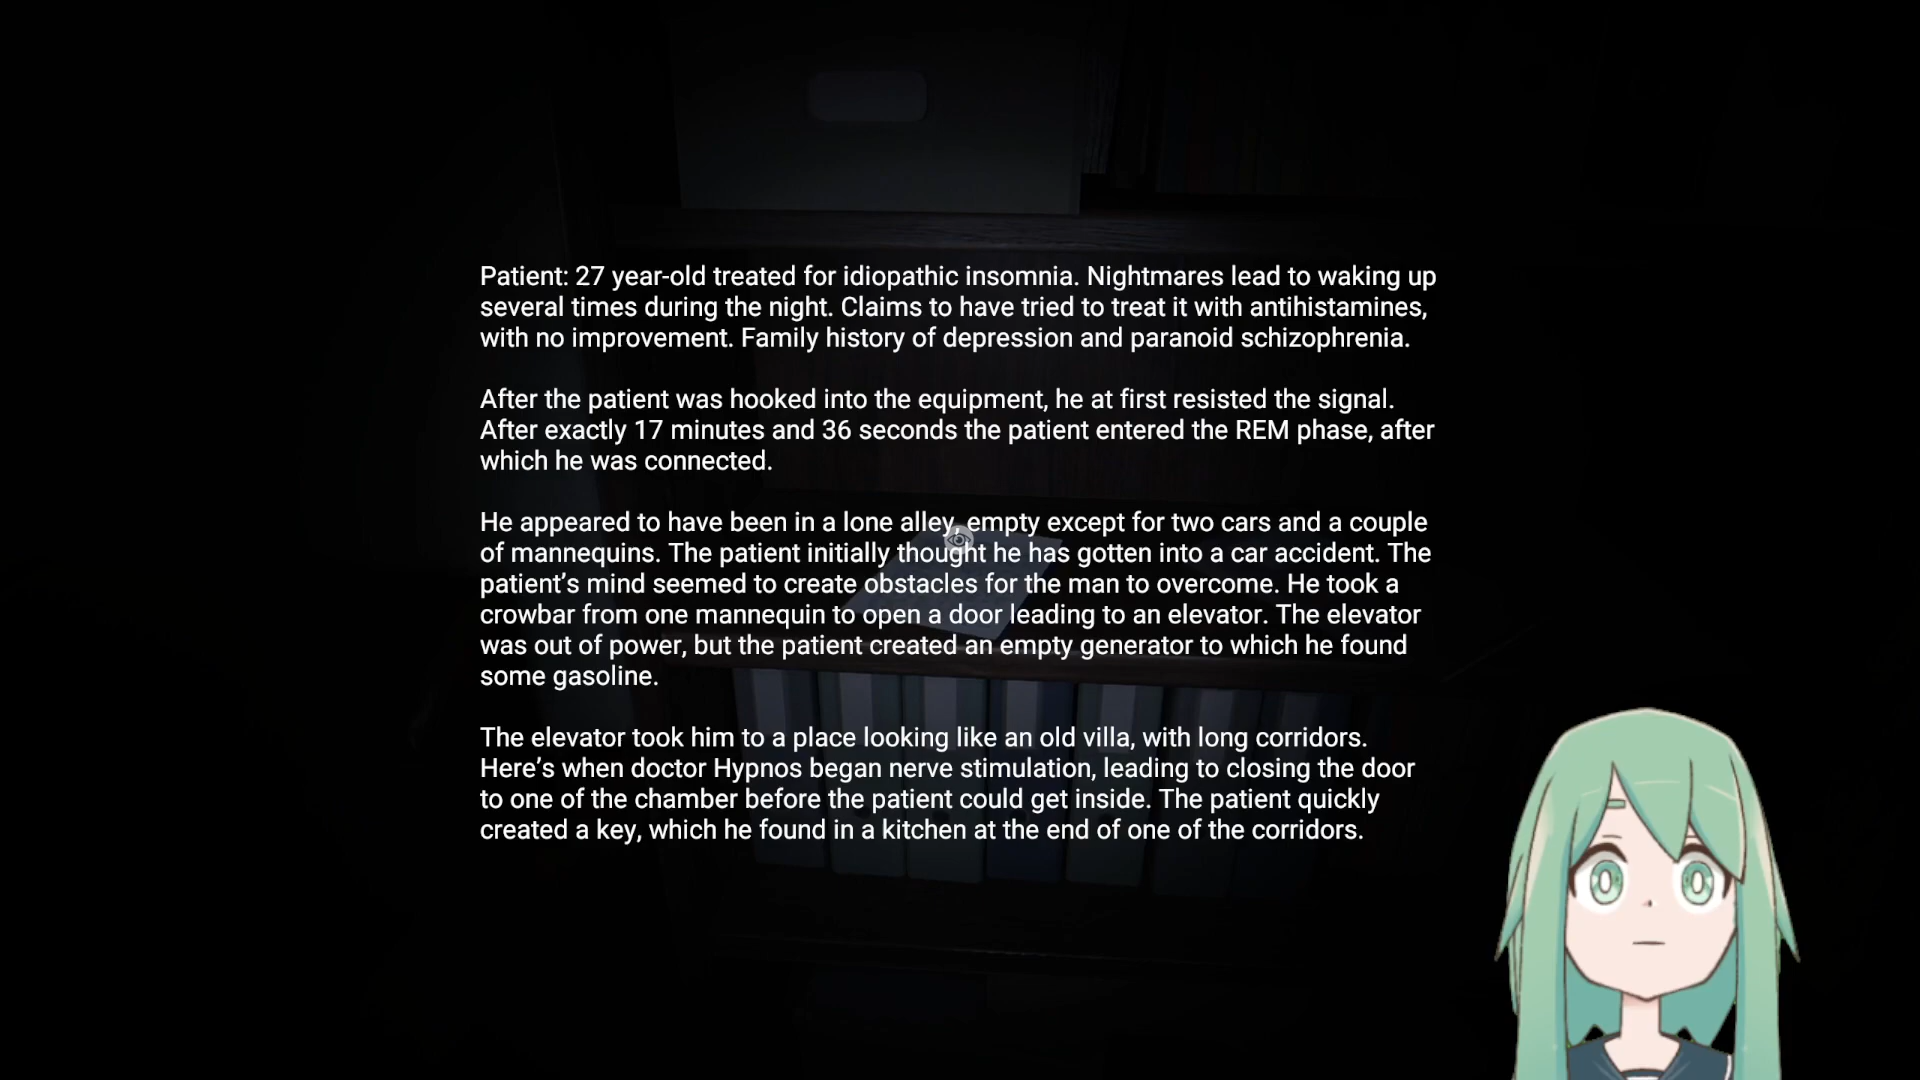 Patient: 27 year-old treated for idiopathic insomnia. Nightmares lead to waking up
several times during the night. Claims to have tried to treat it with antihistamines,
with no improvement. Family history of depression and paranoid schizophrenia.
After the patient was hooked into the equipment, he at first resisted the signal.
After exactly 17 minutes and 36 seconds the patient entered the REM phase, after
which he was connected.
He appeared to have been in a lone alley, empty except for two cars and a couple
of mannequins. The patient initially thought he has gotten into a car accident. The
patient’s mind seemed to create obstacles for the man to overcome. He took a
crowbar from one mannequin to open a door leading to an elevator. The elevator
was out of power, but the patient created an empty generator to which he found
some gasoline.
The elevator took him to a place looking like an old villa, with long corridors.
Here’s when doctor Hypnos began nerve stimulation, leading to closing the door
to one of the chamber before the patient could get inside. The patient quickly
created a key, which he found in a kitchen at the end of one of the corridors.